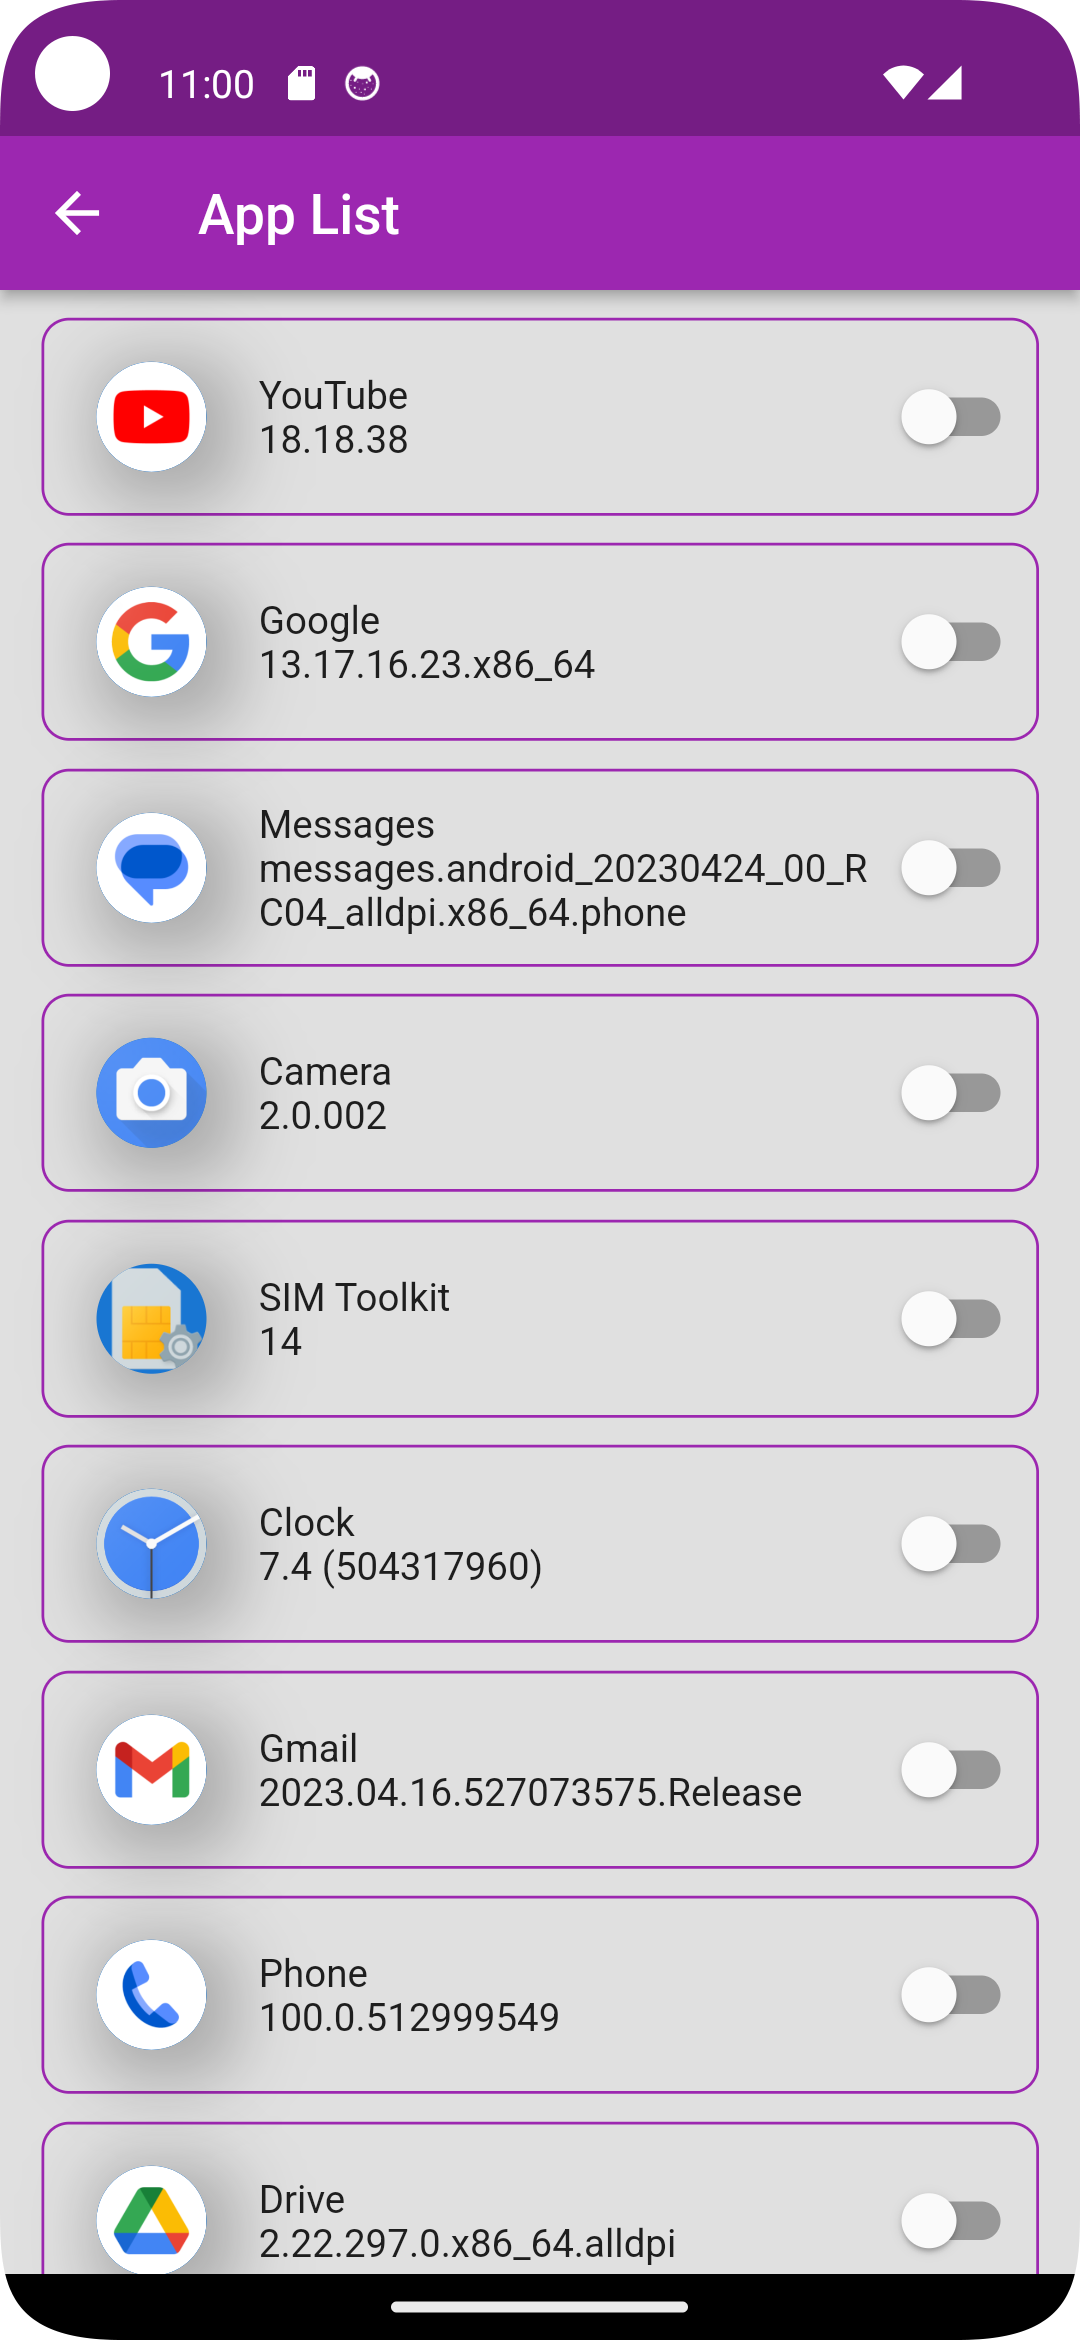 11:00
App List
YouTube
18.18.38
Google
13.17.16.23.x86_64
Messages
messages.android_20230424_00_R
C04_alldpi.x86_64.phone
Camera
2.0.002
SIM Toolkit
14
Clock
7.4 (504317960)
Gmail
2023.04.16.527073575.Release
Phone
100.0.512999549
Drive
2.22.297.0.x86_64.alldpi